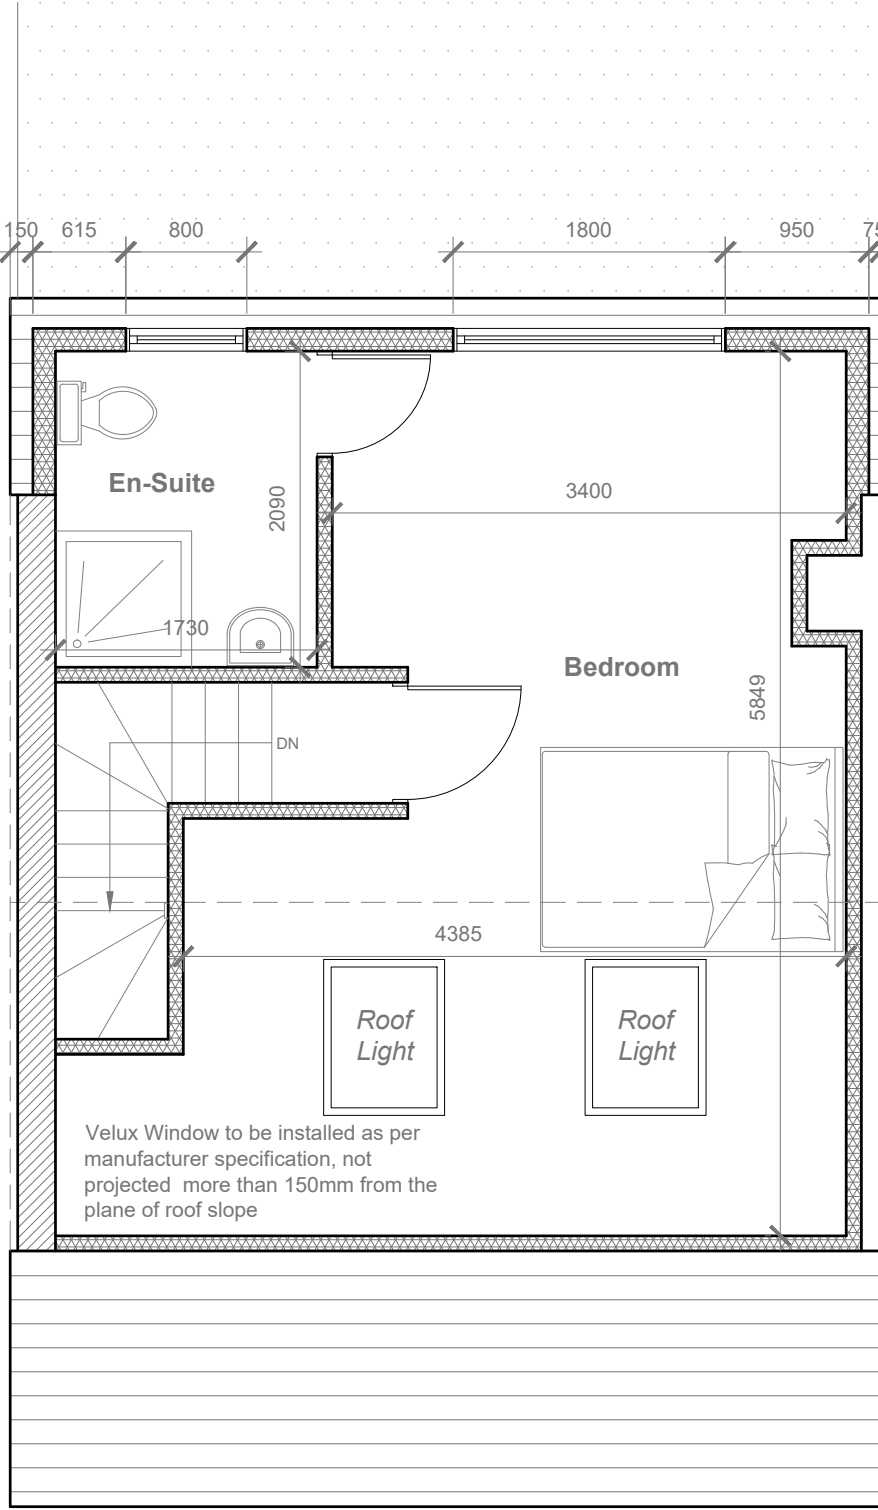 150 615 800 1800 950 75
En-Suite
2090
3400
1730
Bedroom
5849
DN
4385
Roof
Light
Roof
Light
Velux Window to be installed as per
manufacturer specification, not
projected more than 150mm from the
plane of roof slope